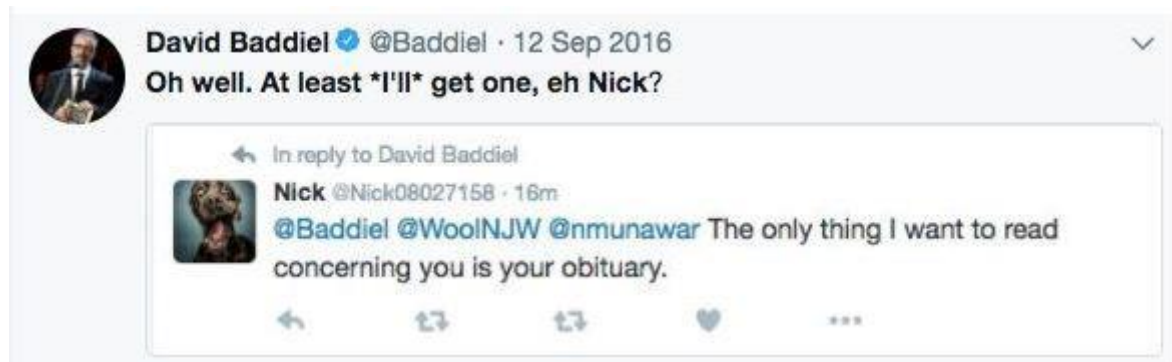 David Baddiel @Baddiel · 12 Sep 2016
Oh well. At least *I'll* get one, eh Nick?
In reply to David Baddiel
Nick @Nick08027158 · 16m
@Baddiel @WoolNJW @nmunawar The only thing I want to read
concerning you is your obituary.